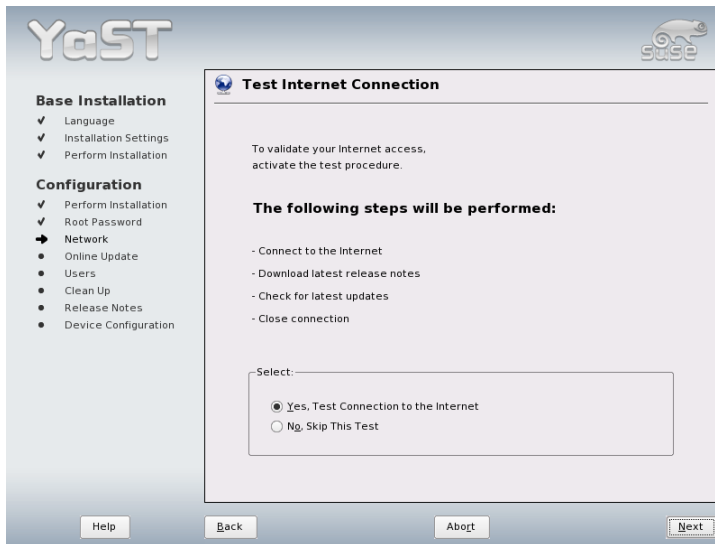 YaST
SUSE
Base Installation
Language
Installation Settings
Perform Installation
Configuration
Perform Installation
Root Password
Network
Online Update
Users
Clean Up
Release Notes
Device Configuration
Test Internet Connection
To validate your Internet access,
activate the test procedure.
The following steps will be performed:
- Connect to the Internet
- Download latest release notes
- Check for latest updates
- Close connection
Select:
Yes, Test Connection to the Internet
No, Skip This Test
Help
Back
Abort
Next